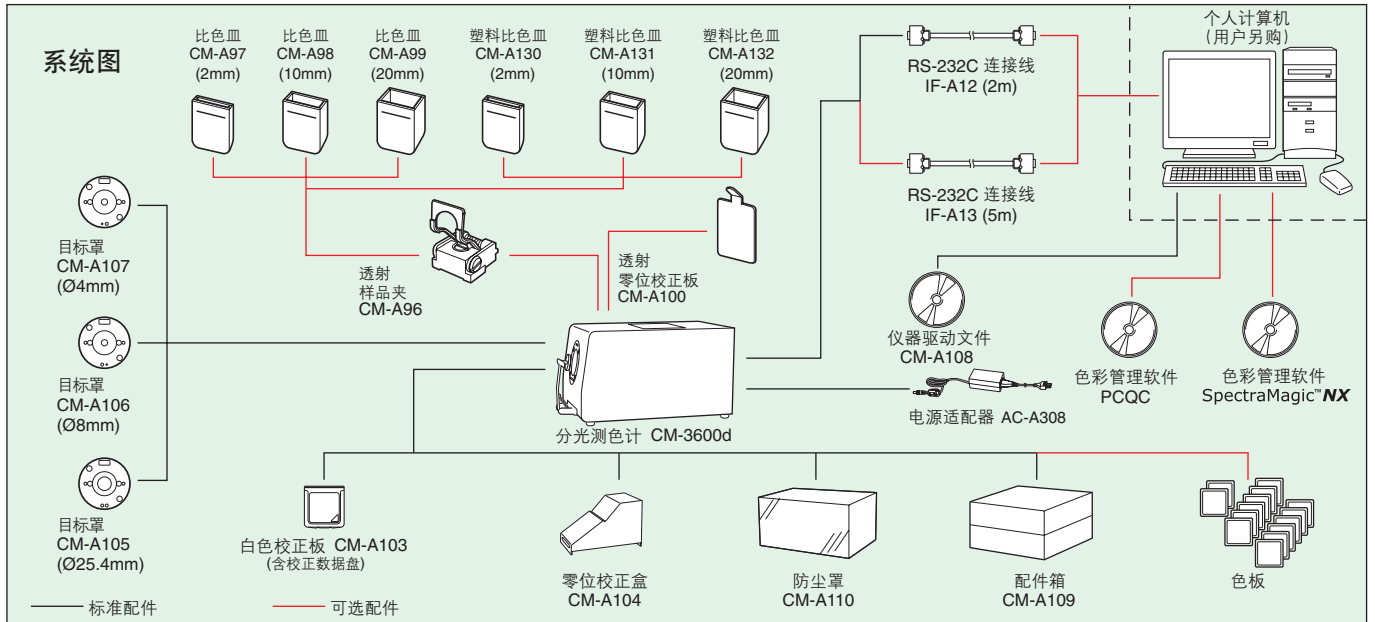 系统图
比色皿
CM-A97
(2mm)
比色皿
CM-A98
(10mm)
比色皿
CM-A99
(20mm)
塑料比色皿
CM-A130
(2mm)
塑料比色皿
CM-A131
(10mm)
塑料比色皿
CM-A132
(20mm)
RS-232C 连接线
IF-A12 (2m)
RS-232C 连接线
IF-A13 (5m)
个人计算机
(用户另购)
目标罩
CM-A107
(Ø4mm)
目标罩
CM-A106
(Ø8mm)
目标罩
CM-A105
(Ø25.4mm)
透射
样品夹
CM-A96
透射
零位校正板
CM-A100
仪器驱动文件
CM-A108
色彩管理软件
PCQC
色彩管理软件
SpectraMagic™NX
电源适配器 AC-A308
分光测色计 CM-3600d
白色校正板 CM-A103
(含校正数据盘)
零位校正盒
CM-A104
防尘罩
CM-A110
配件箱
CM-A109
色板
标准配件
可选配件